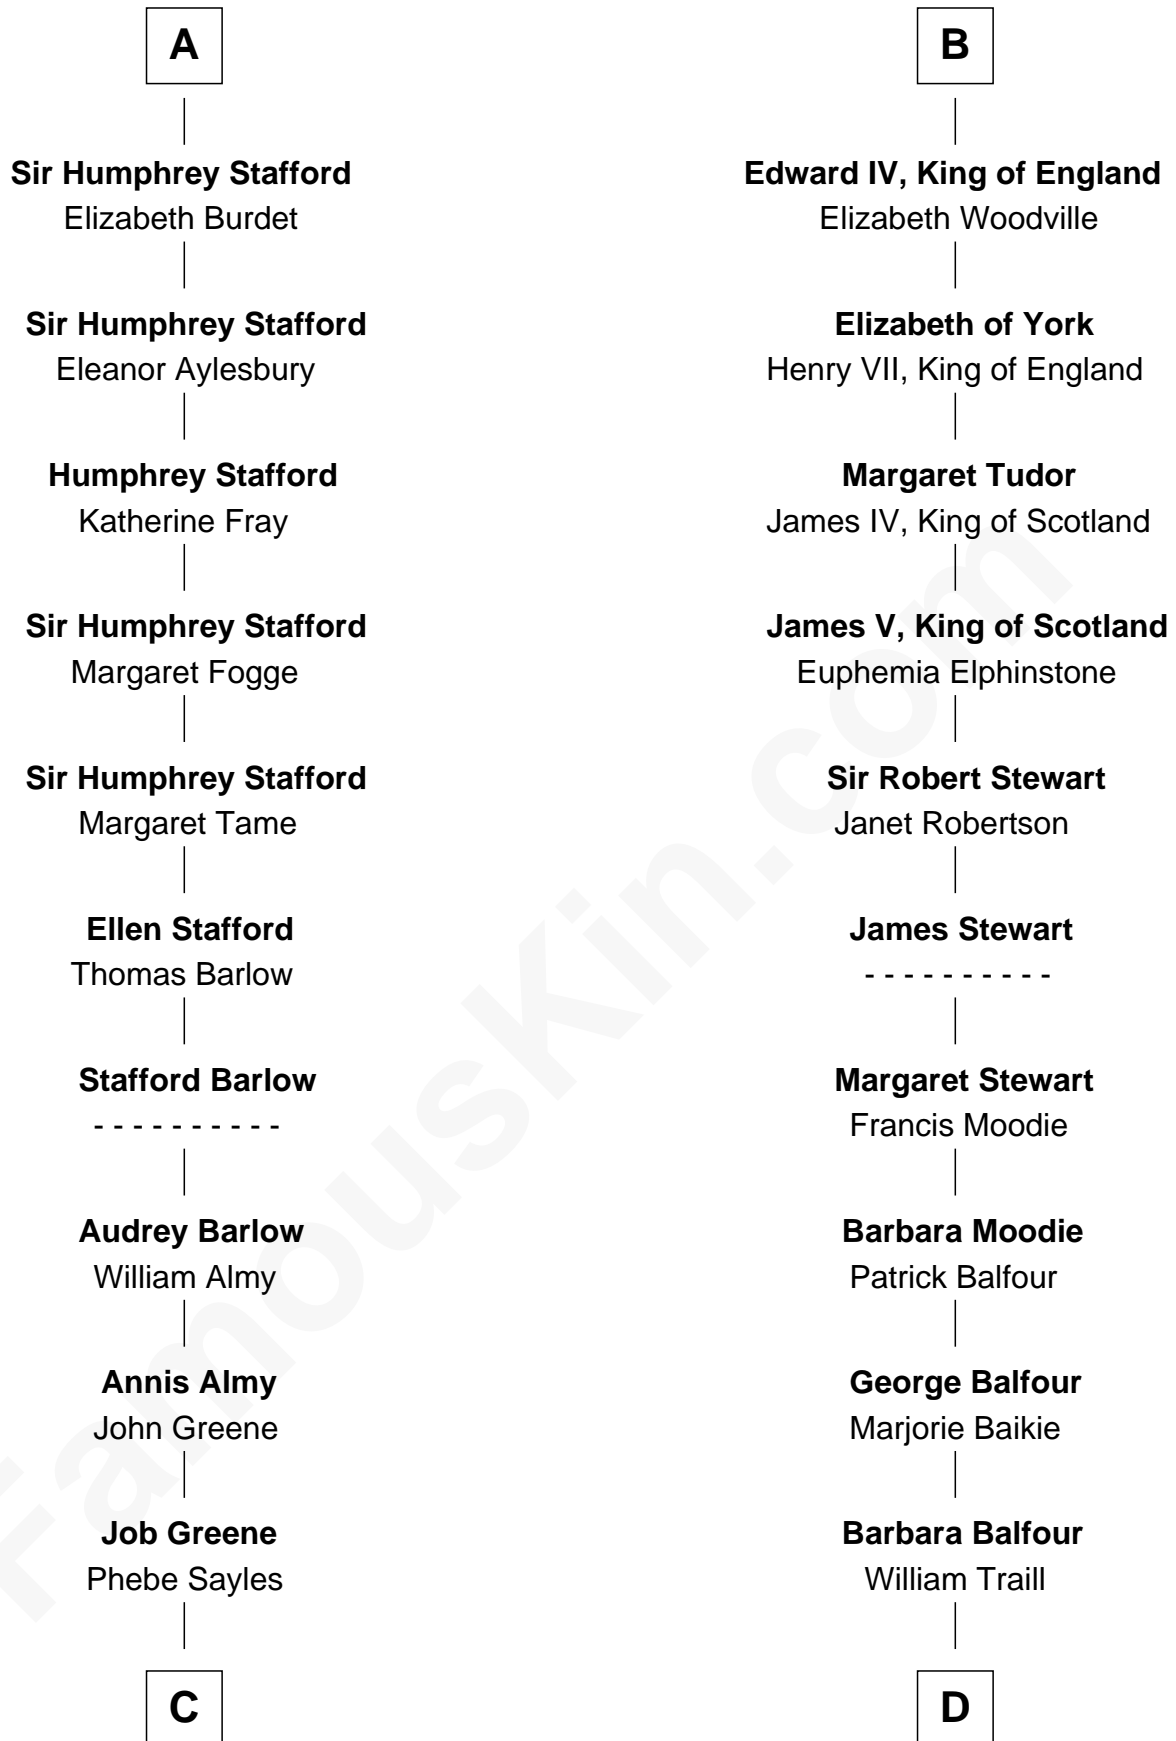 A
Sir Humphrey Stafford
Elizabeth Burdet
Sir Humphrey Stafford
Eleanor Aylesbury
Humphrey Stafford
Katherine Fray
Sir Humphrey Stafford
Margaret Fogge
Sir Humphrey Stafford
Margaret Tame
Ellen Stafford
Thomas Barlow
Stafford Barlow
- - - - - - - - - -
Audrey Barlow
William Almy
Annis Almy
John Greene
Job Greene
Phebe Sayles
C
B
Edward IV, King of England
Elizabeth Woodville
Elizabeth of York
Henry VII, King of England
Margaret Tudor
James IV, King of Scotland
James V, King of Scotland
Euphemia Elphinstone
Sir Robert Stewart
Janet Robertson
James Stewart
- - - - - - - - - -
Margaret Stewart
Francis Moodie
Barbara Moodie
Patrick Balfour
George Balfour
Marjorie Baikie
Barbara Balfour
William Traill
D
FamousKin.com